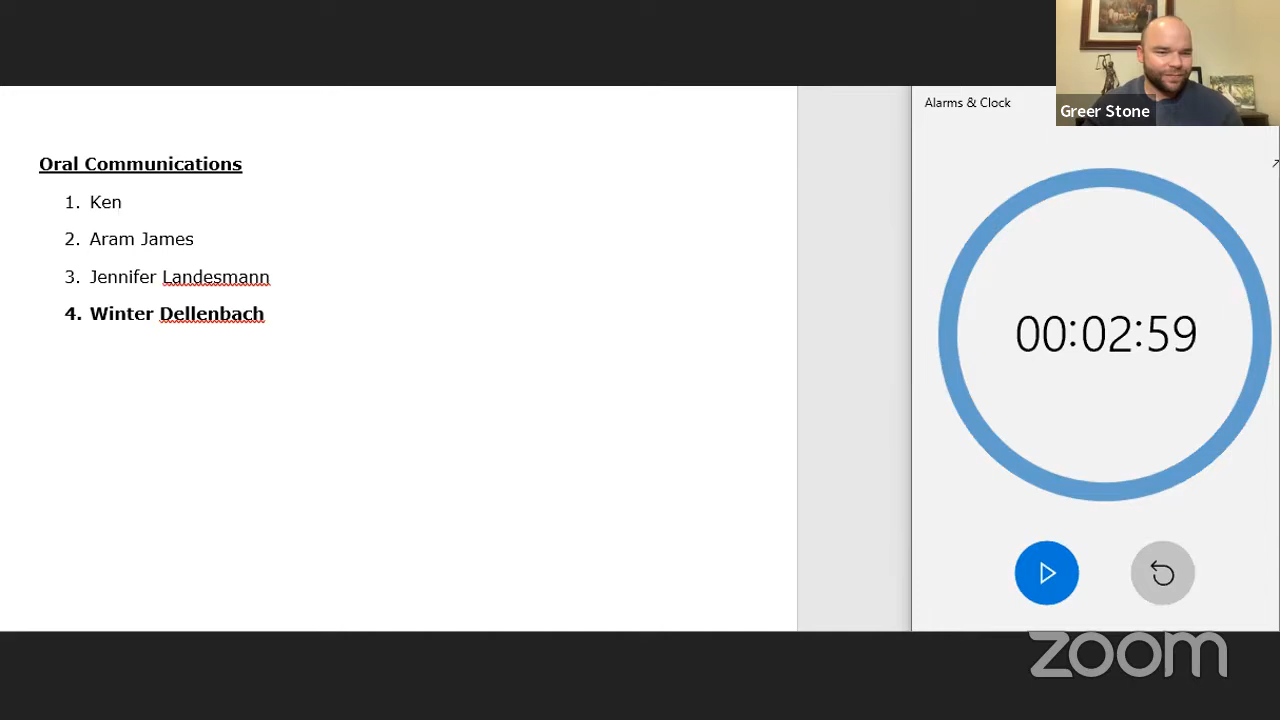 Alarms & Clock
Greer Stone
Oral Communications
1. Ken
2. Aram James
3. Jennifer Landesmann
4. Winter Dellenbach
00:02:59
zoom